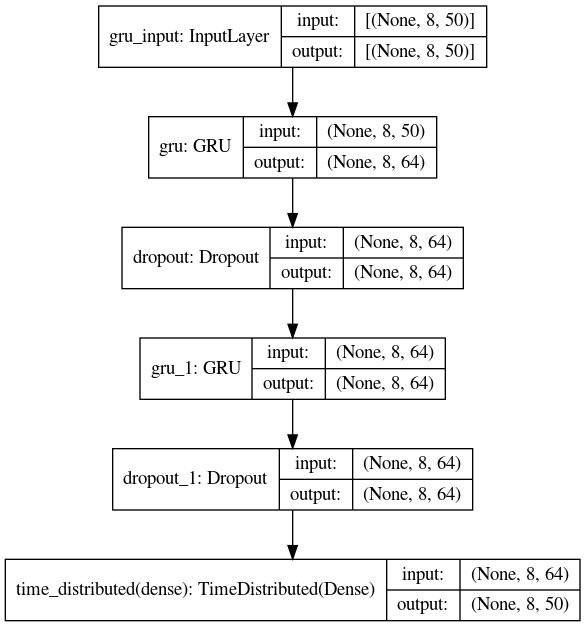 gru_input: InputLayer
input:
[(None, 8, 50)]
output:
[(None, 8, 50)]
gru: GRU
input:
(None, 8, 50)
output:
(None, 8, 64)
dropout: Dropout
input:
(None, 8, 64)
output:
(None, 8, 64)
gru_1: GRU
input:
(None, 8, 64)
output:
(None, 8, 64)
dropout_1: Dropout
input:
(None, 8, 64)
output:
(None, 8, 64)
time_distributed(dense): TimeDistributed(Dense)
input:
(None, 8, 64)
output:
(None, 8, 50)